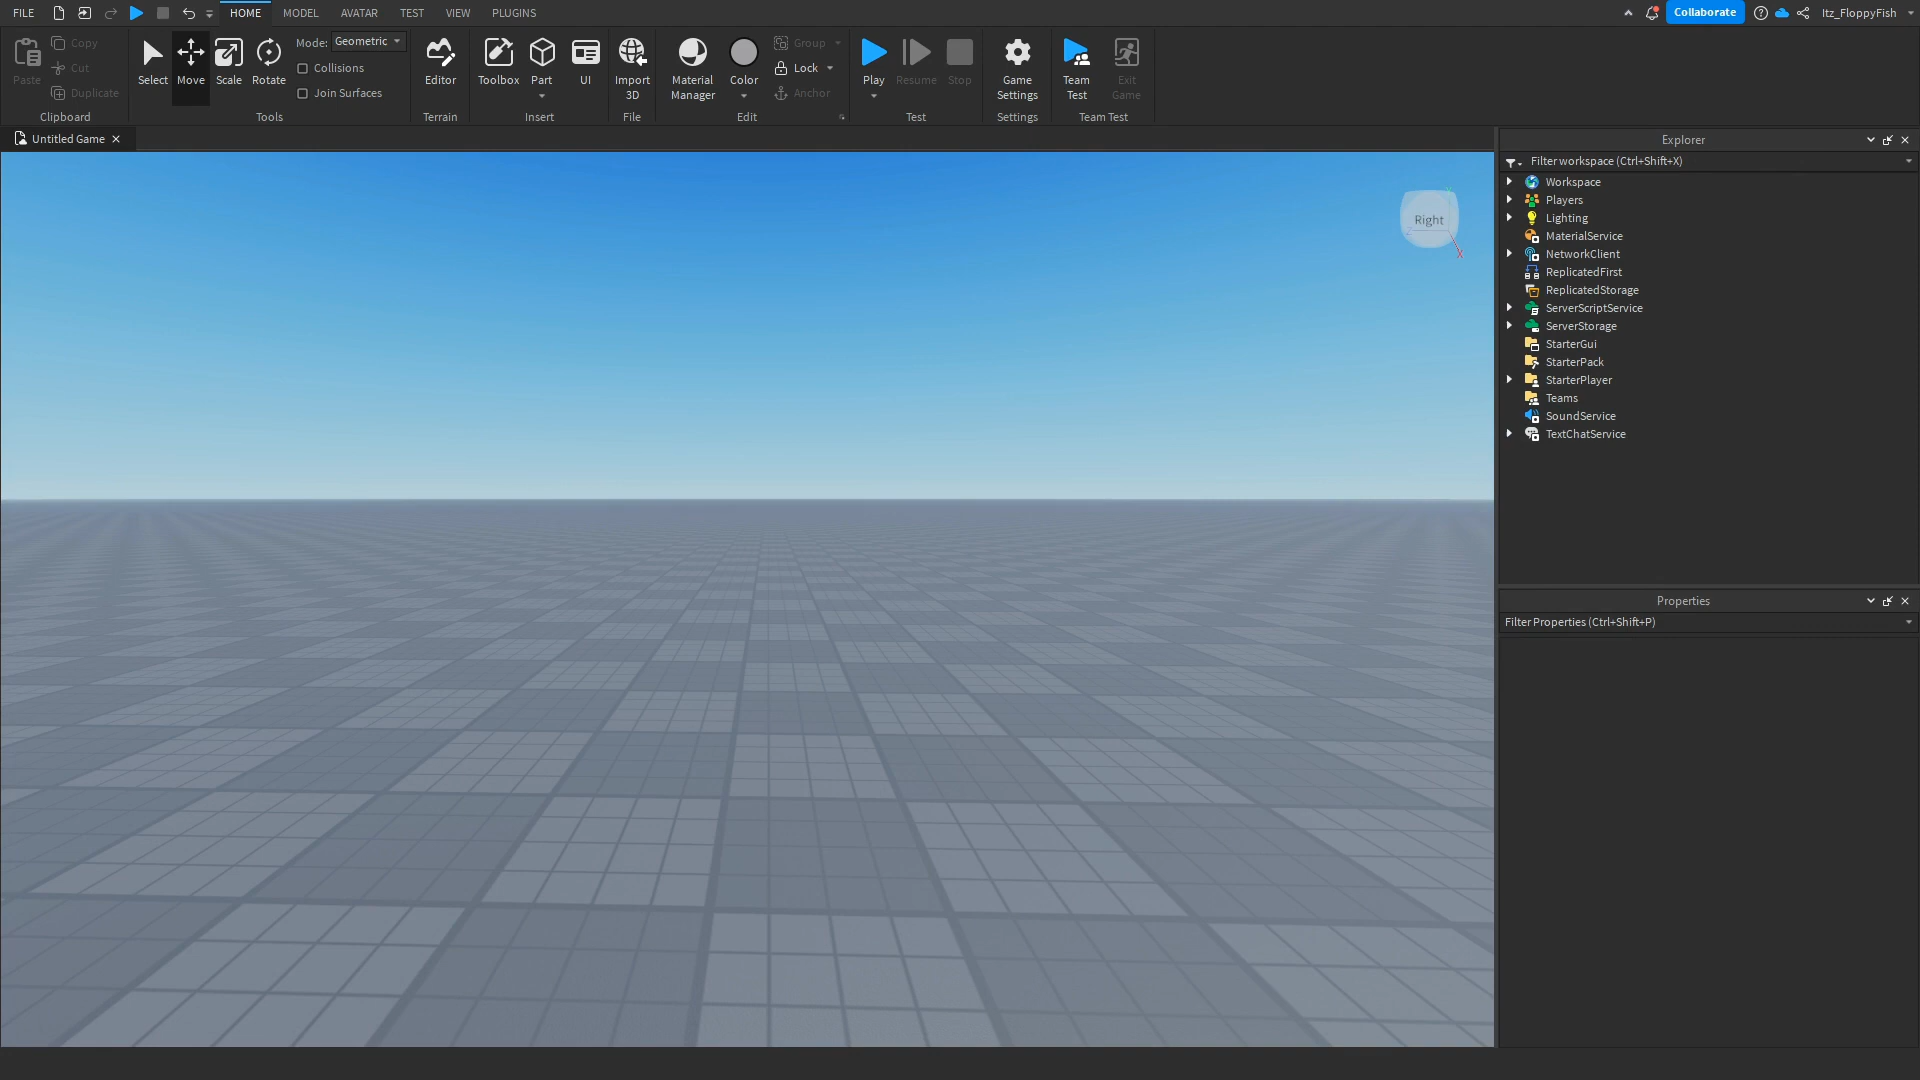 FILE
HOME
MODEL
AVATAR
TEST
VIEW
PLUGINS
Collaborate
Itz_FloppyFish
Paste
Copy
Cut
Duplicate
Clipboard
Select
Move
Scale
Rotate
Mode: Geometric
Collisions
Join Surfaces
Tools
Editor
Terrain
Toolbox
Part
UI
Insert
Import
3D
File
Material
Manager
Color
Group
Lock
Anchor
Edit
Play
Resume
Stop
Test
Game
Settings
Settings
Team
Test
Exit
Game
Team Test
Untitled Game
Right
Z
X
Explorer
Filter workspace (Ctrl+Shift+X)
Workspace
Players
Lighting
MaterialService
NetworkClient
ReplicatedFirst
ReplicatedStorage
ServerScriptService
ServerStorage
StarterGui
StarterPack
StarterPlayer
Teams
SoundService
TextChatService
Properties
Filter Properties (Ctrl+Shift+P)